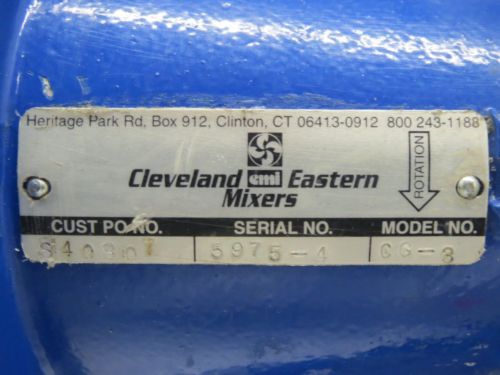 Heritage Park Rd, Box 912, Clinton, CT 06413-0912 800 243-1188
Cleveland emi Eastern
Mixers
ROTATION
CUST PO NO. SERIAL NO. MODEL NO.
5975-4